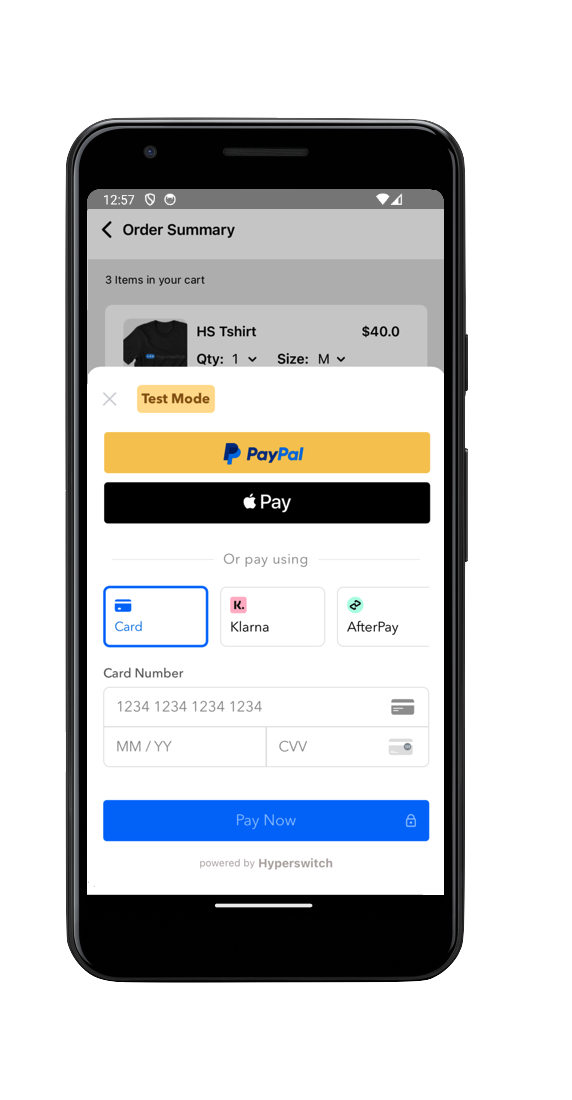 12:57
Order Summary
3 Items in your cart
HS Tshirt $40.0
Qty: 1 Size: M
Test Mode
PayPal
Pay
Or pay using
K.
Card Klarna AfterPay
Card Number
1234 1234 1234 1234
MM / YY CVV
Pay Now
powered by Hyperswitch